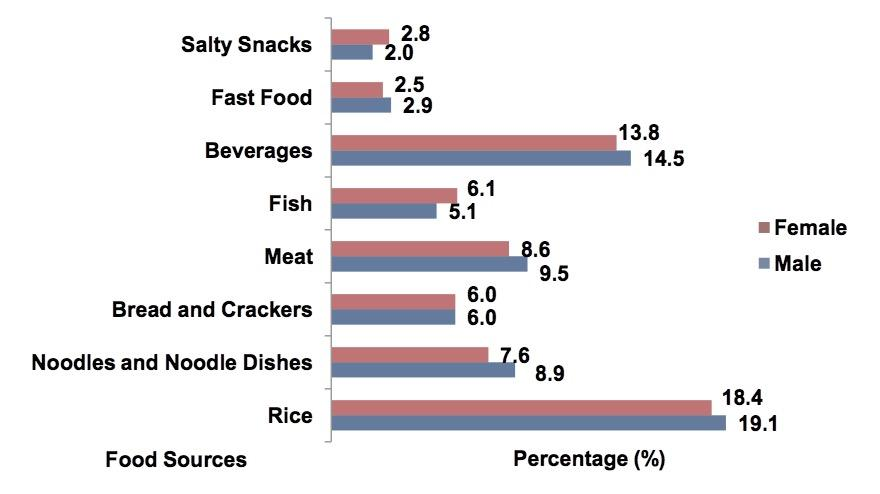 Salty Snacks
2.8
2.0
Fast Food
2.5
2.9
Beverages
13.8
14.5
Fish
6.1
5.1
Meat
8.6
9.5
Bread and Crackers
6.0
6.0
Noodles and Noodle Dishes
7.6
8.9
Rice
18.4
19.1
Female
Male
Food Sources
Percentage (%)